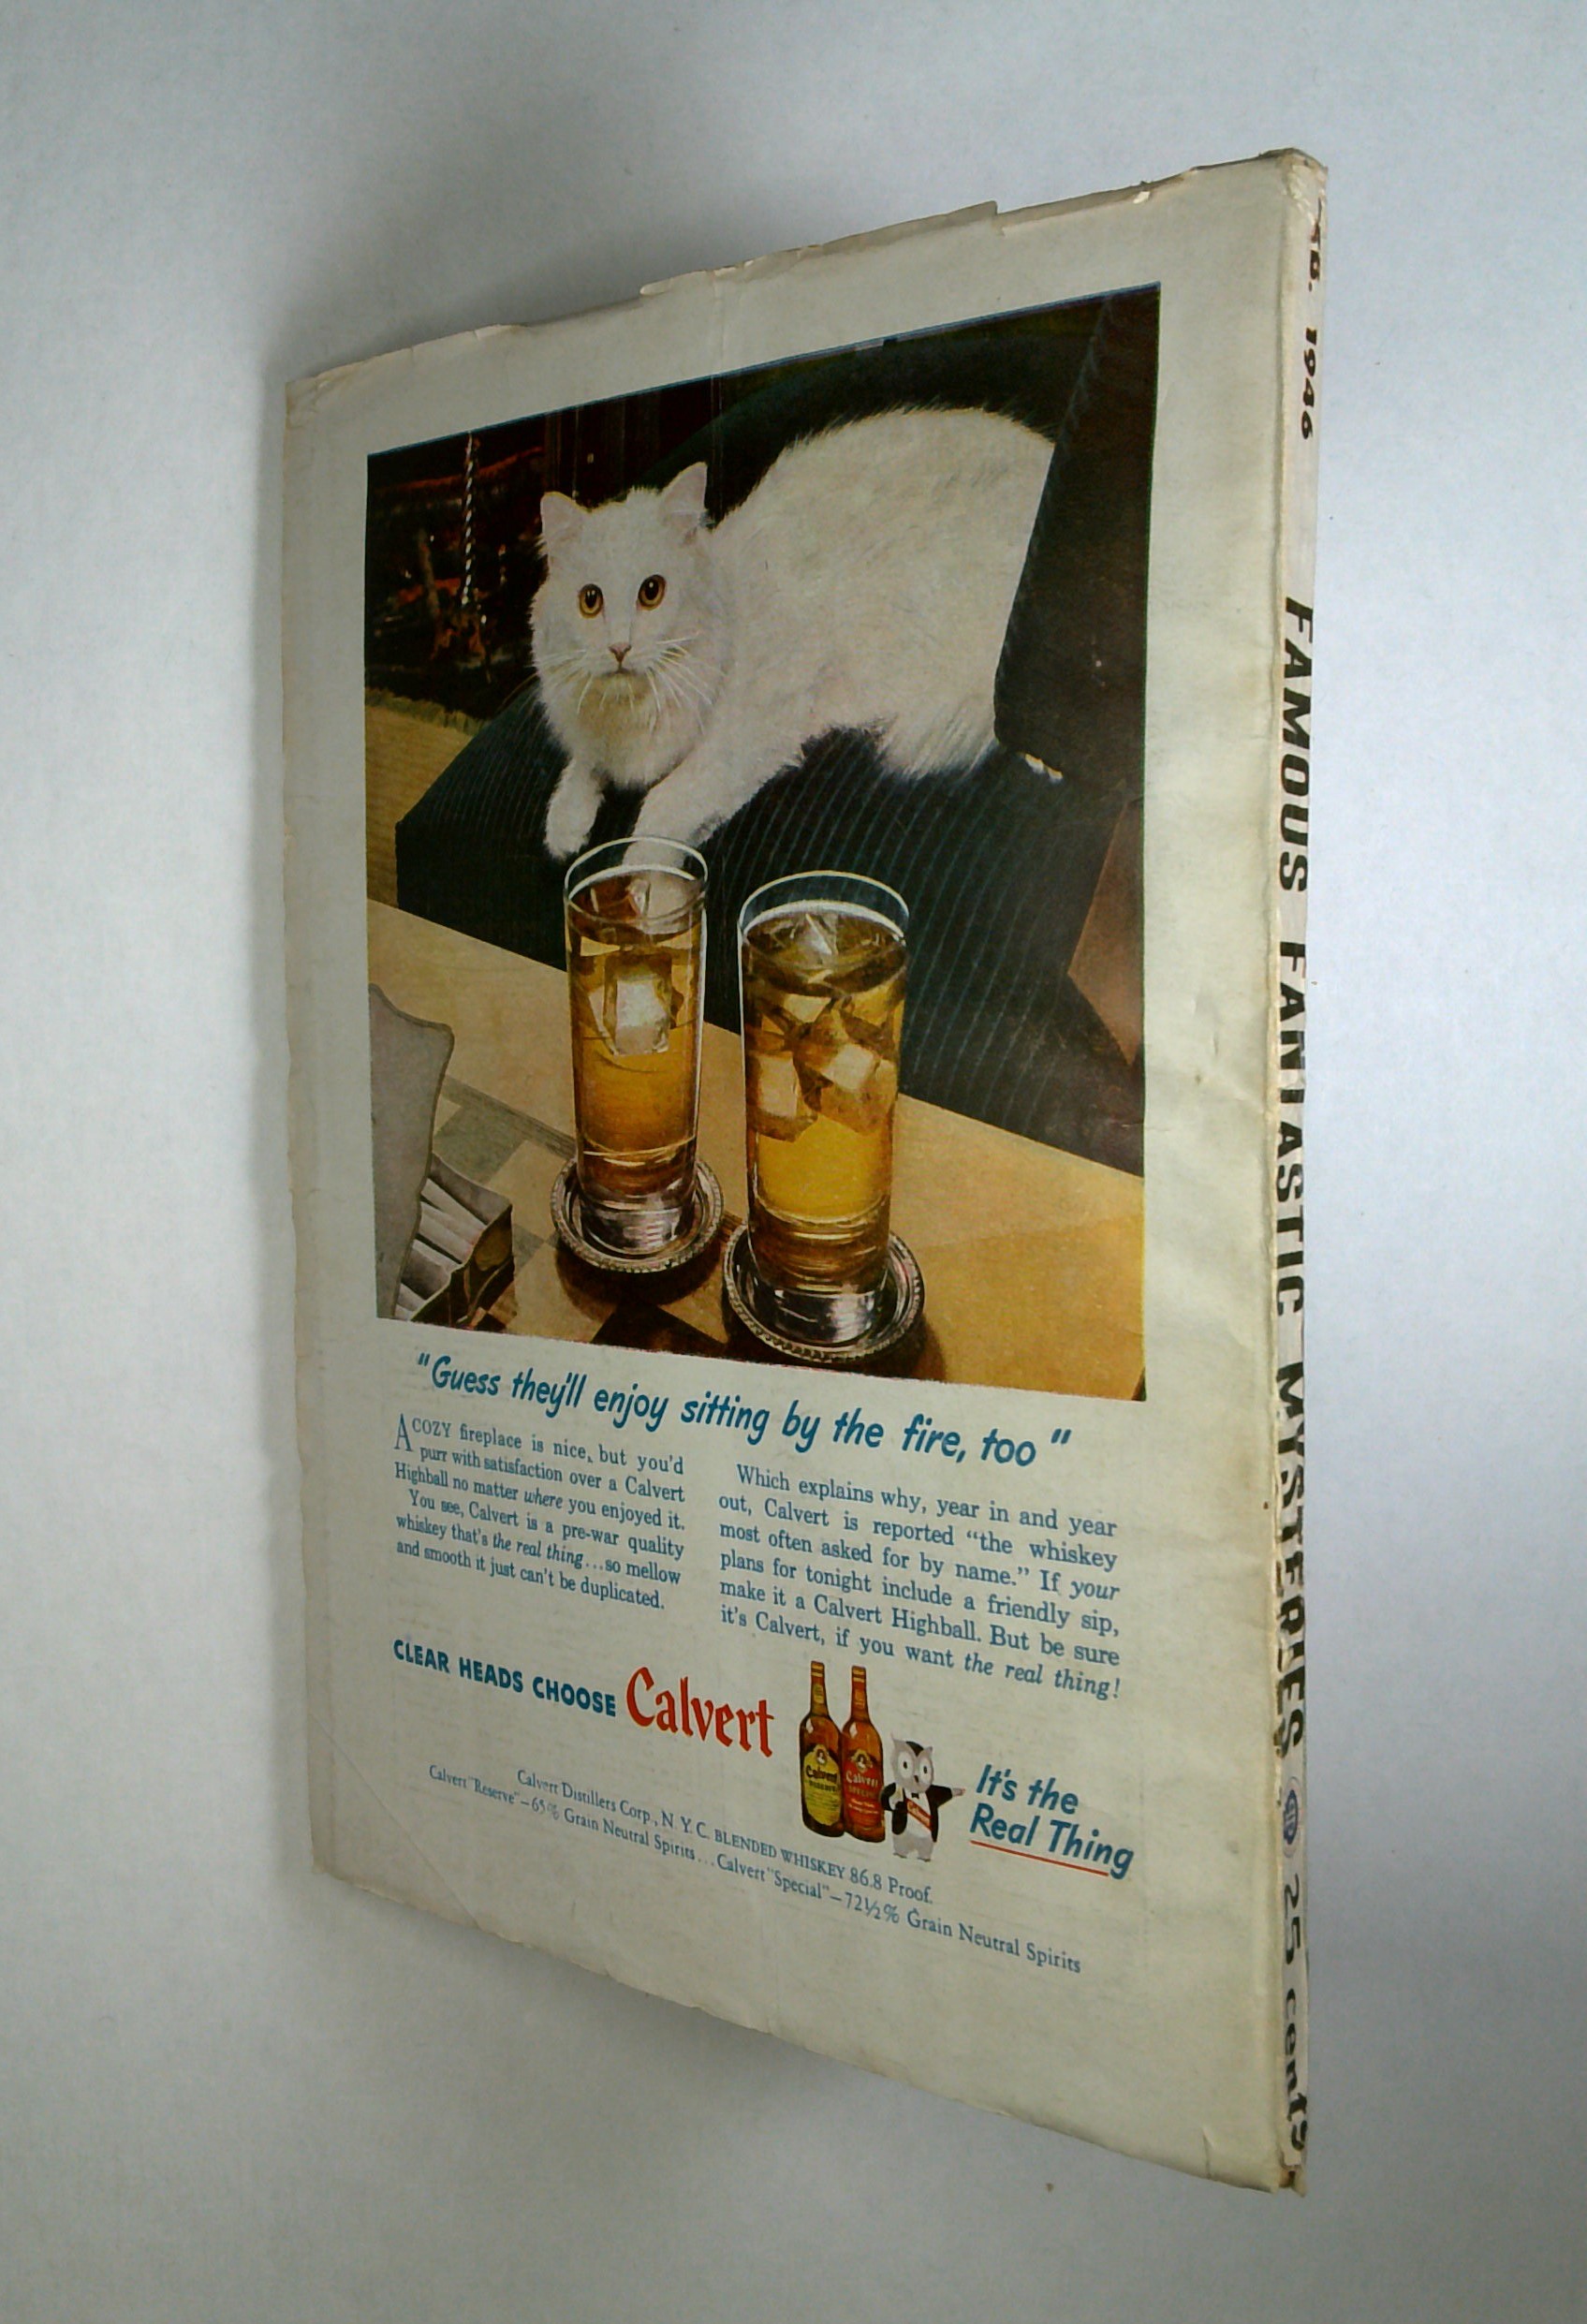 "Guess they'll enjoy sitting by the fire, too"
A COZY fireplace is nice, but you'd
purr with satisfaction over a Calvert
Highball no matter where you enjoyed it.
You see, Calvert is a pre-war quality
whiskey that's the real thing...so mellow
and smooth it just can't be duplicated.
Which explains why, year in and year
out, Calvert is reported "the whiskey
most often asked for by name." If your
plans for tonight include a friendly sip,
make it a Calvert Highball. But be sure
it's Calvert, if you want the real thing!
CLEAR HEADS CHOOSE Calvert
Calvert
Calvert
It's the
Real Thing
Calvert Distillers Corp., N. Y. C. BLENDED WHISKEY 86.8 Proof.
Calvert "Reserve"—65% Grain Neutral Spirits...Calvert "Special"—72½% Grain Neutral Spirits
1946 FAMOUS FANTASTIC MYSTERIES 25 cents